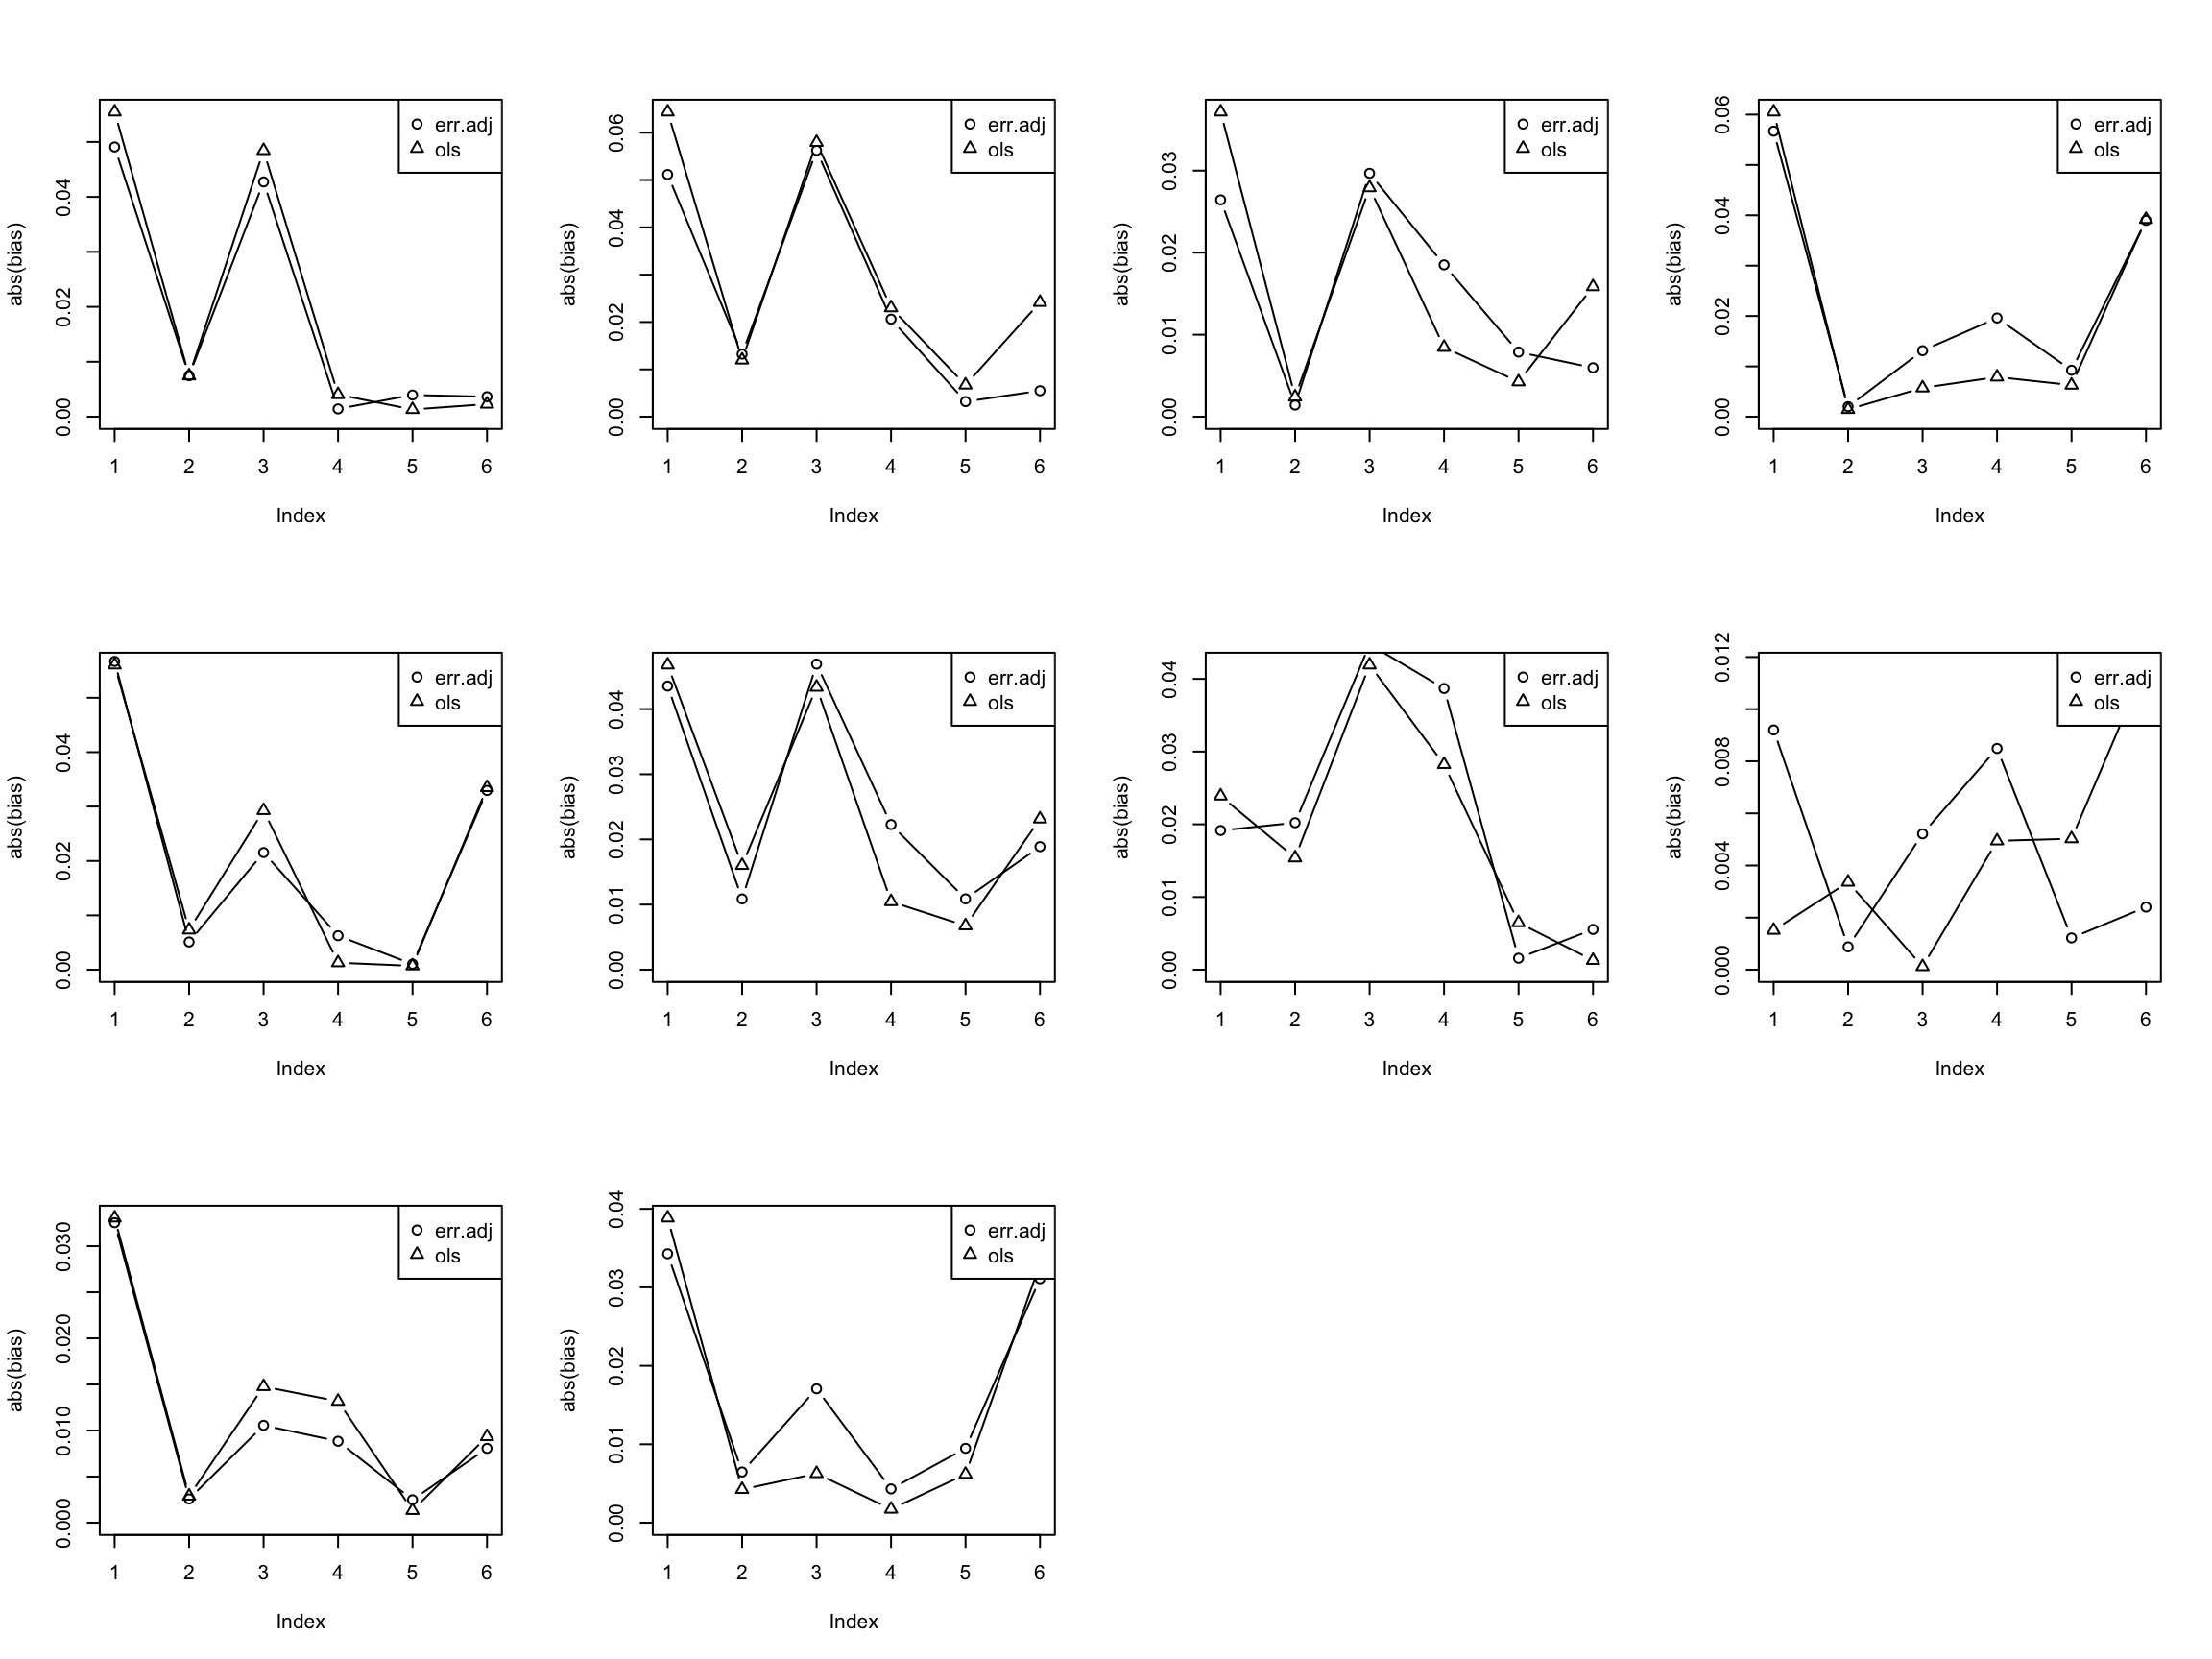 abs(bias)
0.00 0.02 0.04
err.adj
ols
1 2 3 4 5 6
Index
abs(bias)
0.00 0.02 0.04 0.06
err.adj
ols
1 2 3 4 5 6
Index
abs(bias)
0.00 0.01 0.02 0.03
err.adj
ols
1 2 3 4 5 6
Index
abs(bias)
0.00 0.02 0.04 0.06
err.adj
ols
1 2 3 4 5 6
Index
abs(bias)
0.00 0.02 0.04
err.adj
ols
1 2 3 4 5 6
Index
abs(bias)
0.00 0.01 0.02 0.03 0.04
err.adj
ols
1 2 3 4 5 6
Index
abs(bias)
0.00 0.01 0.02 0.03 0.04
err.adj
ols
1 2 3 4 5 6
Index
abs(bias)
0.000 0.004 0.008 0.012
err.adj
ols
1 2 3 4 5 6
Index
abs(bias)
0.000 0.010 0.020 0.030
err.adj
ols
1 2 3 4 5 6
Index
abs(bias)
0.00 0.01 0.02 0.03 0.04
err.adj
ols
1 2 3 4 5 6
Index